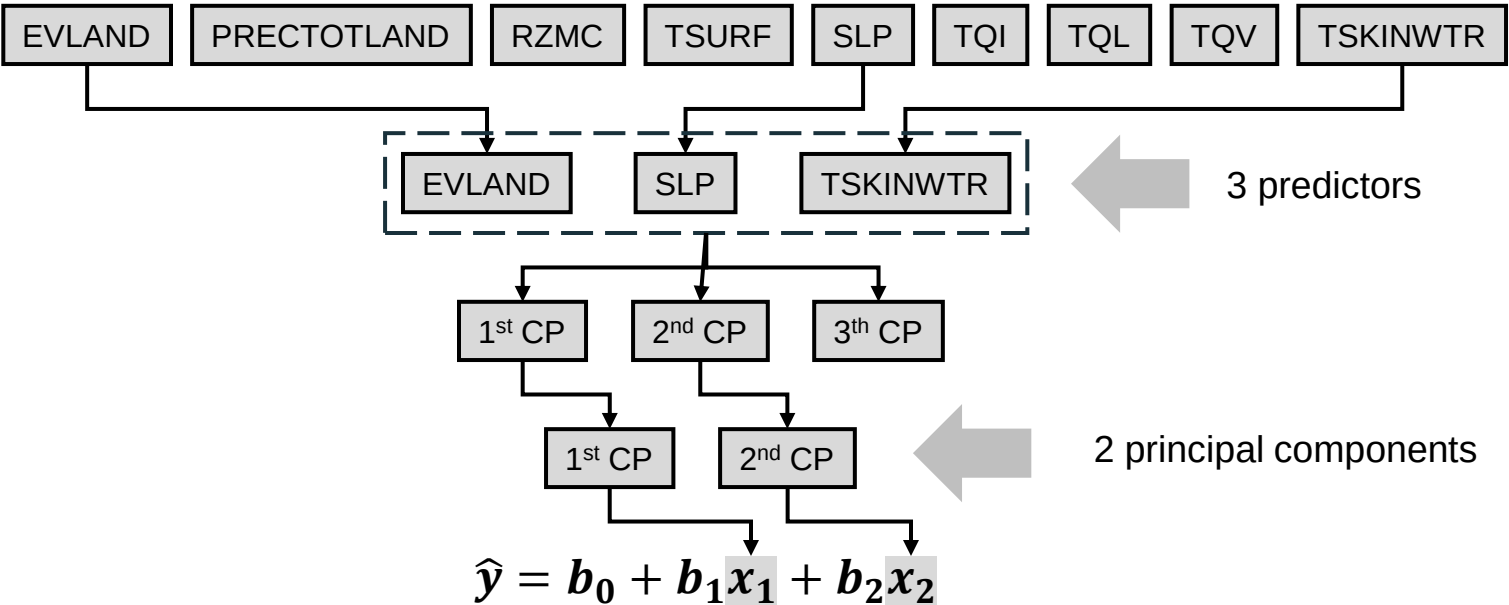 EVLAND PRECTOTLAND RZMC TSURF SLP TQI TQL TQV TSKINWTR
EVLAND SLP TSKINWTR 3 predictors
1st CP 2nd CP 3th CP
1st CP 2nd CP 2 principal components
ŷ = b₀ + b₁x₁ + b₂x₂